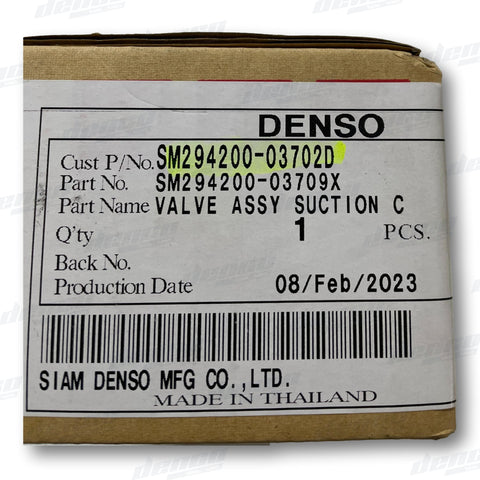 DENSO
Cust P/No. SM294200-03702D
Part No. SM294200-03709X
Part Name VALVE ASSY SUCTION C
Q'ty 1 PCS.
Back No.
Production Date 08/Feb/2023
SIAM DENSO MFG CO.,LTD.
MADE IN THAILAND